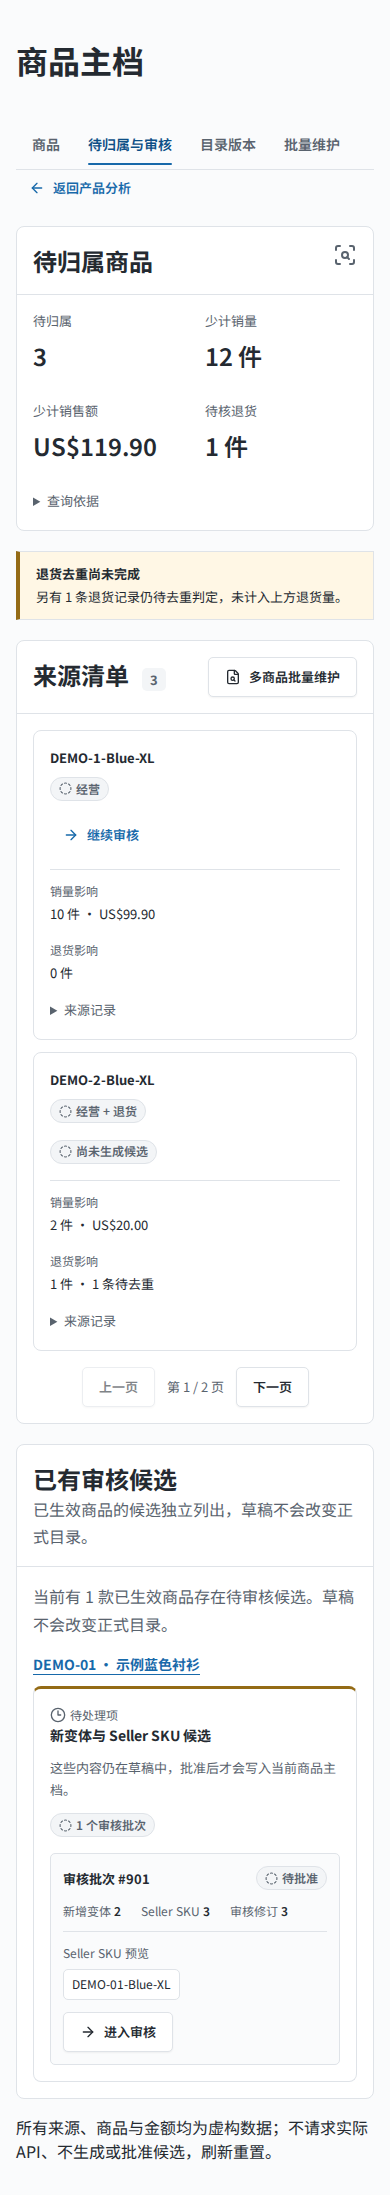 商品主档
商品 待归属与审核 目录版本 批量维护
返回产品分析
待归属商品
待归属 少计销量
3 12 件
少计销售额 待核退货
US$119.90 1 件
查询依据
退货去重尚未完成
另有 1 条退货记录仍待去重判定，未计入上方退货量。
来源清单 3 多商品批量维护
DEMO-1-Blue-XL
经营
继续审核
销量影响
10 件 · US$99.90
退货影响
0 件
来源记录
DEMO-2-Blue-XL
经营 + 退货
尚未生成候选
销量影响
2 件 · US$20.00
退货影响
1 件 · 1 条待去重
来源记录
上一页 第 1 / 2 页 下一页
已有审核候选
已生效商品的候选独立列出，草稿不会改变正
式目录。
当前有 1 款已生效商品存在待审核候选。草稿
不会改变正式目录。
DEMO-01 · 示例蓝色衬衫
待处理项
新变体与 Seller SKU 候选
这些内容仍在草稿中，批准后才会写入当前商品主
档。
1 个审核批次
审核批次 #901 待批准
新增变体 2 Seller SKU 3 审核修订 3
Seller SKU 预览
DEMO-01-Blue-XL
进入审核
所有来源、商品与金额均为虚构数据；不请求实际
API、不生成或批准候选，刷新重置。